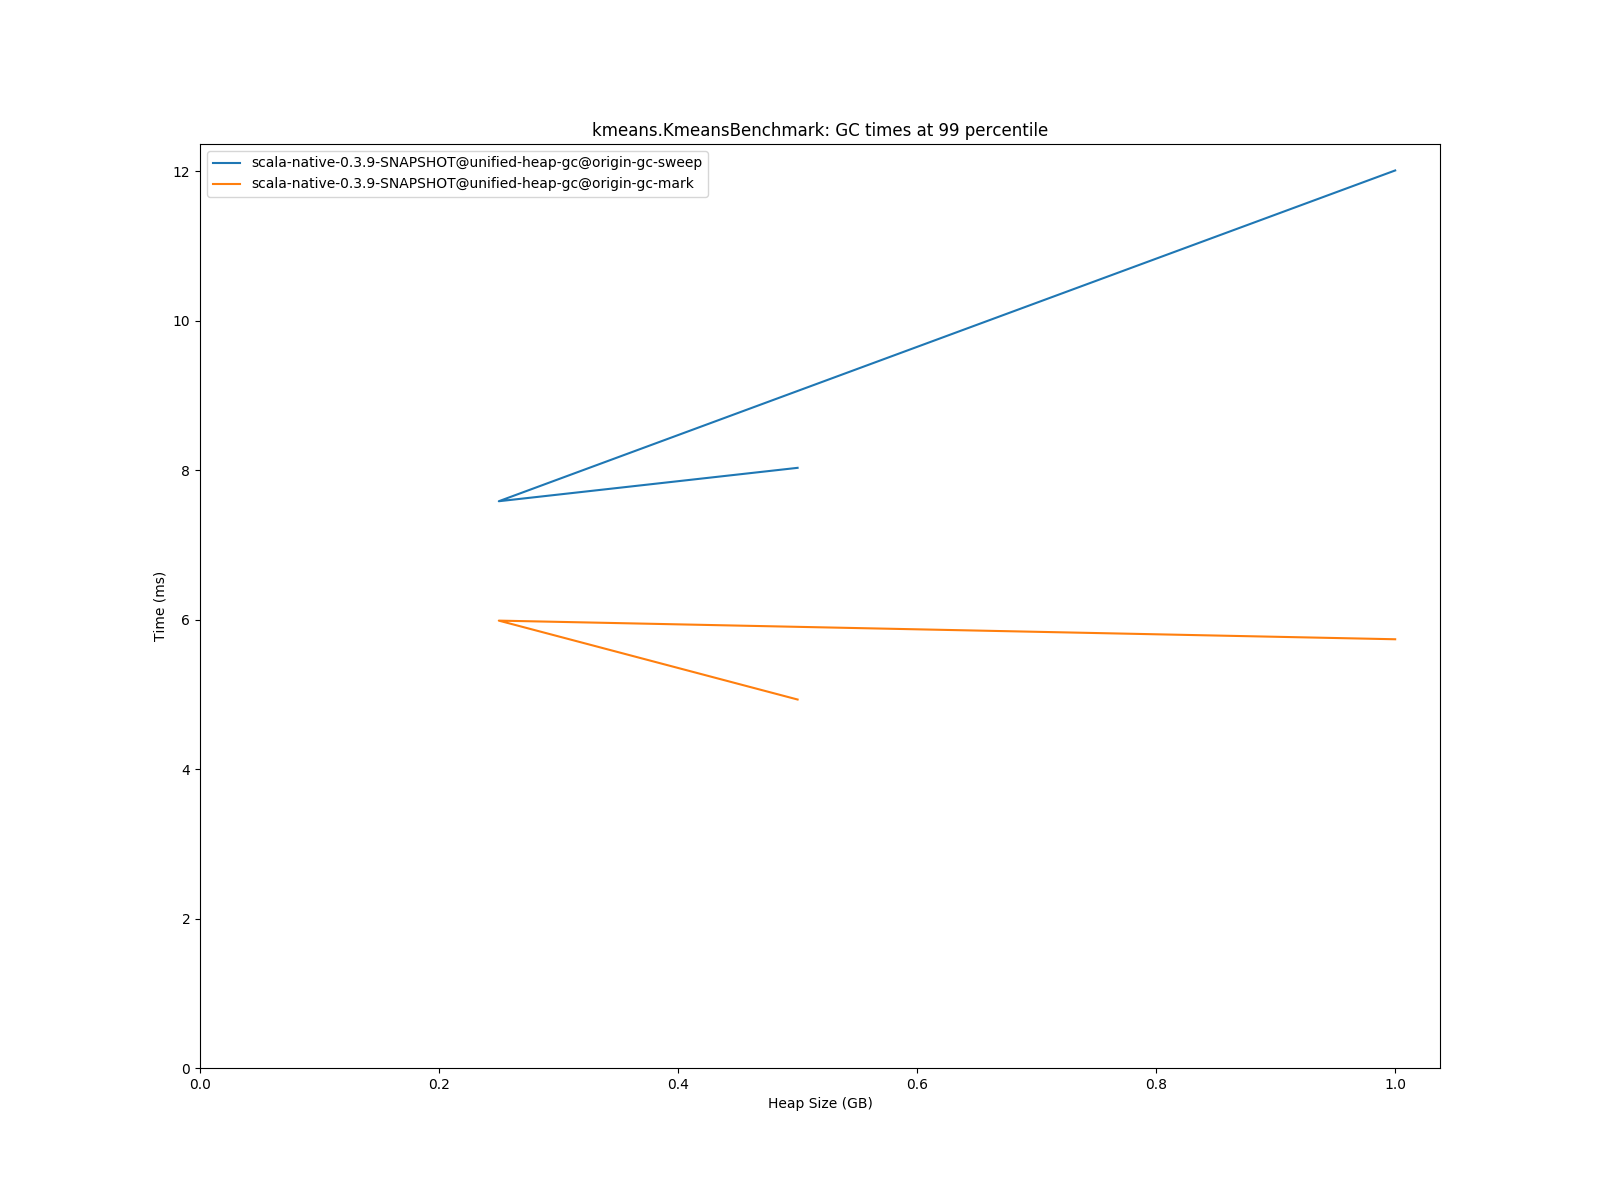 kmeans.KmeansBenchmark: GC times at 99 percentile
scala-native-0.3.9-SNAPSHOT@unified-heap-gc@origin-gc-sweep
scala-native-0.3.9-SNAPSHOT@unified-heap-gc@origin-gc-mark
12
10
8
6
4
2
0
Time (ms)
0.0 0.2 0.4 0.6 0.8 1.0
Heap Size (GB)